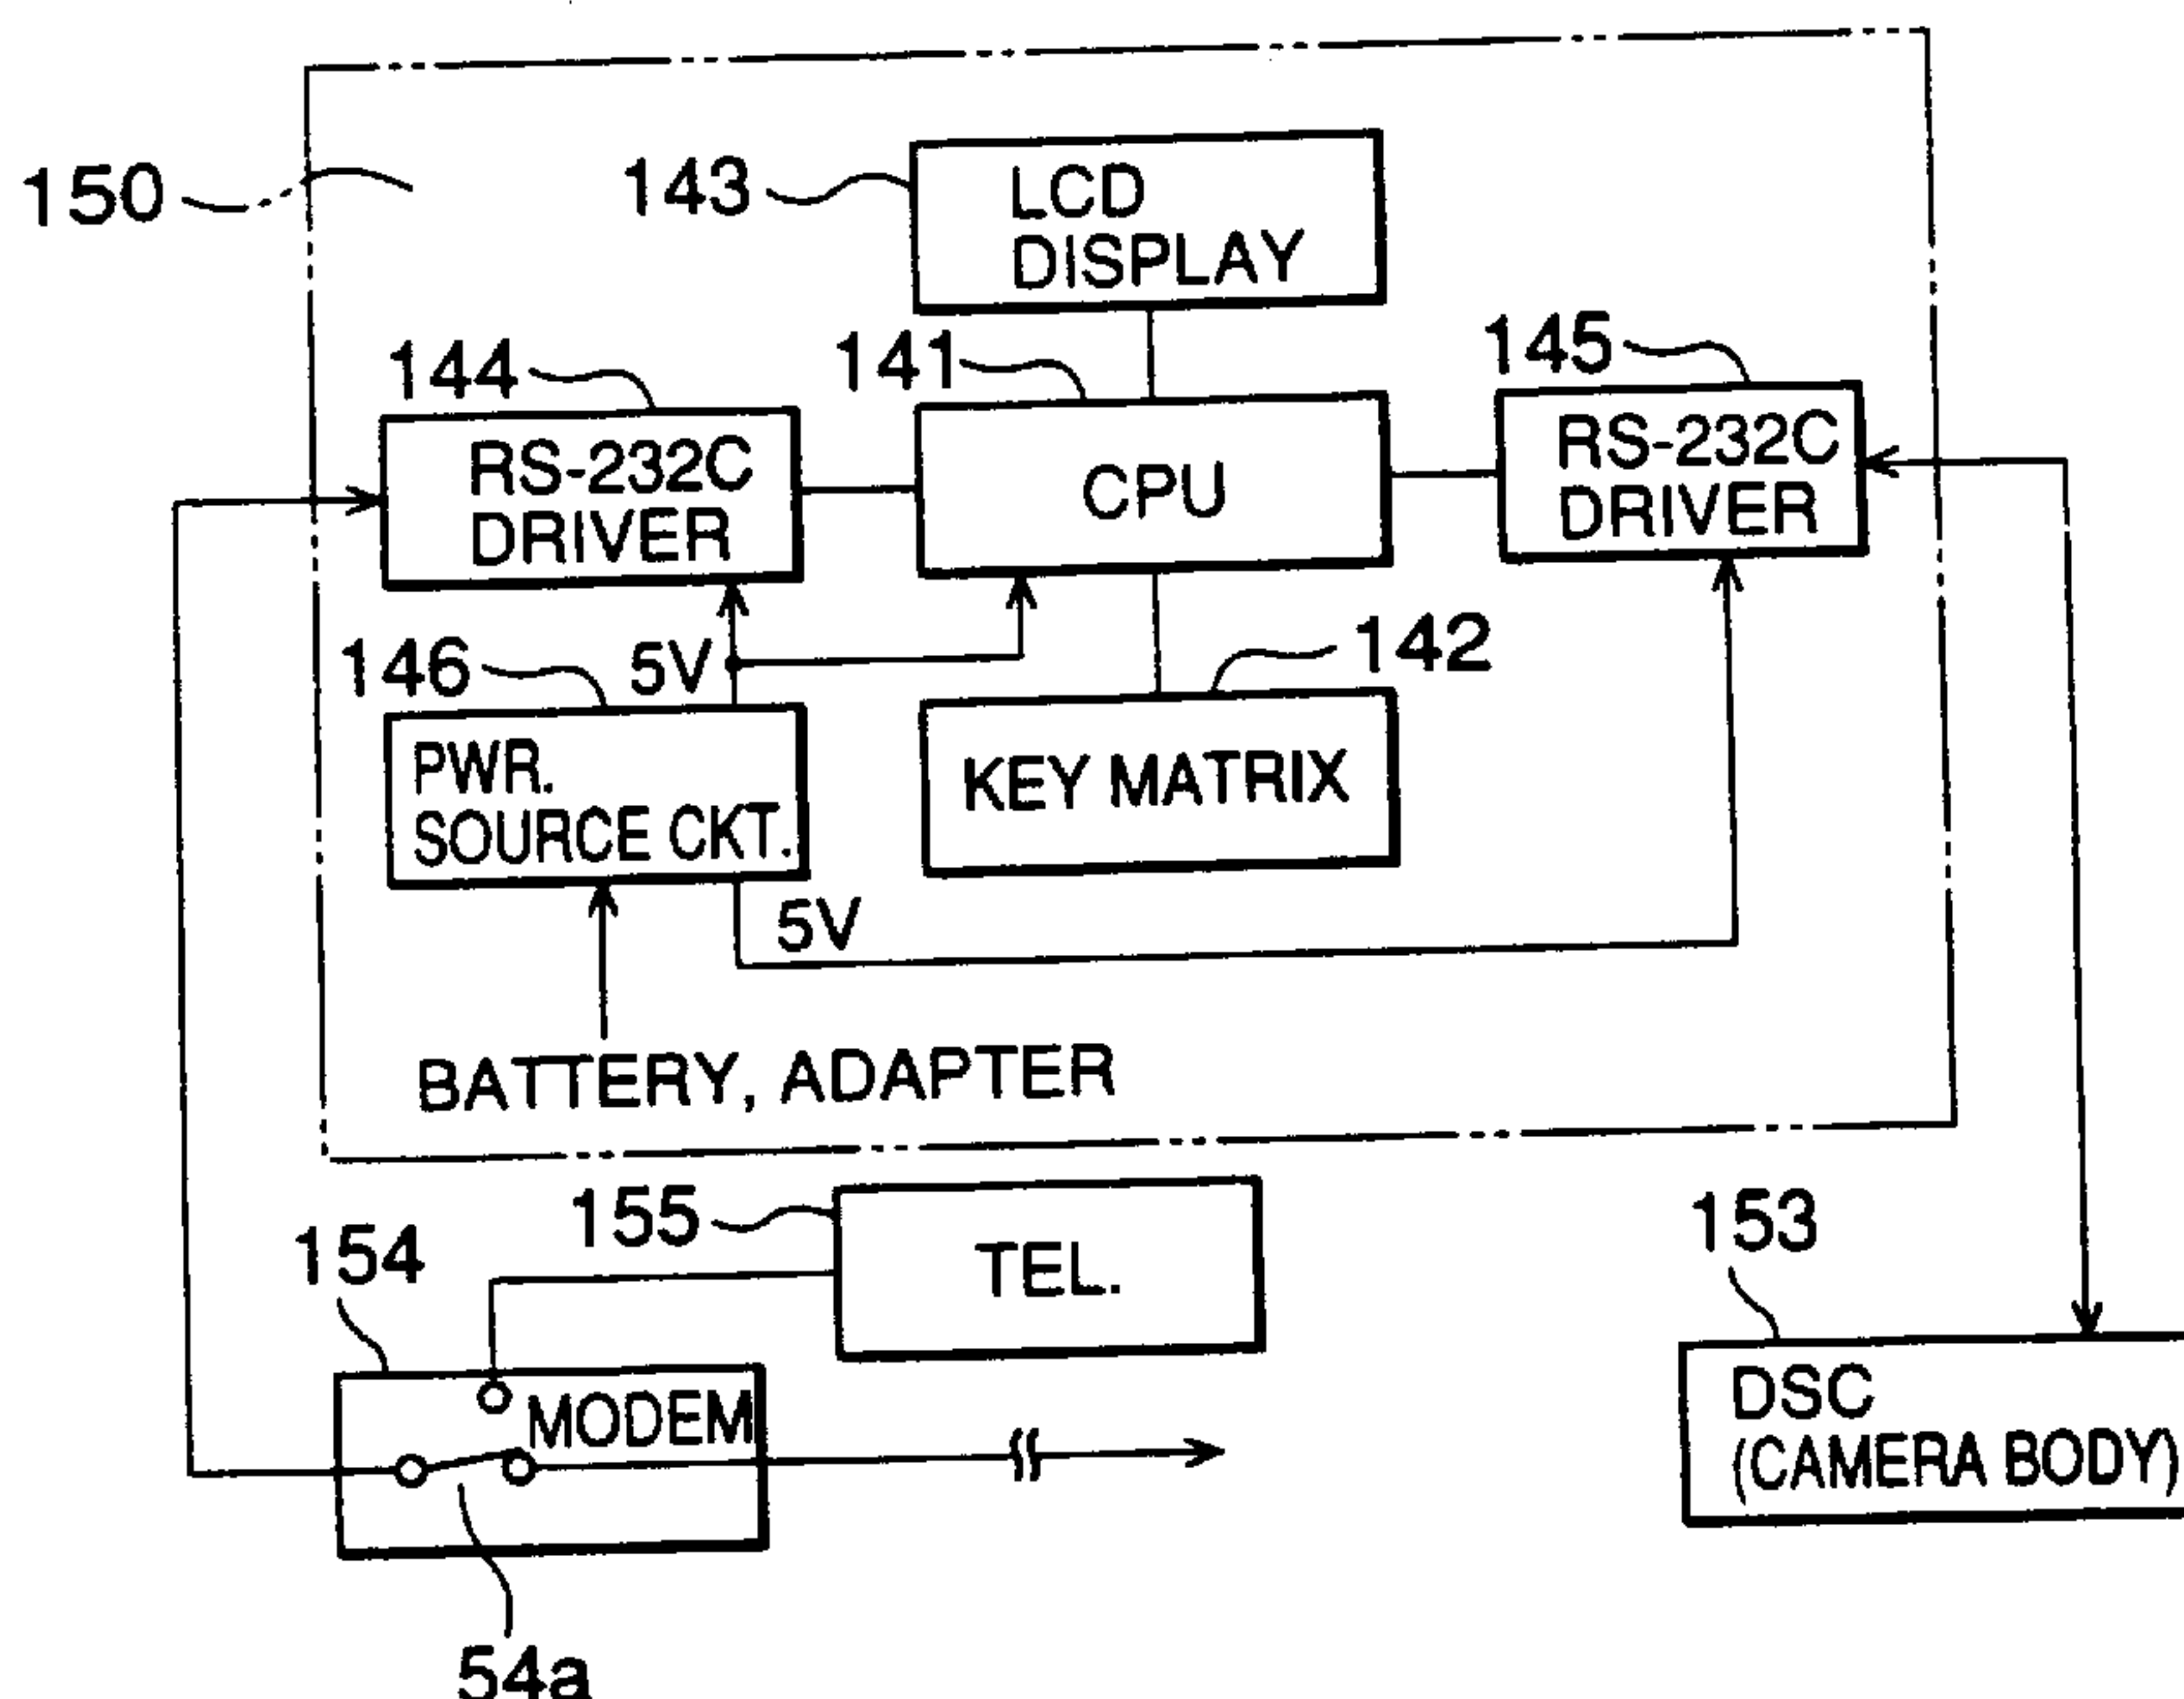 150
143
LCD
DISPLAY
144
141
145
RS-232C
DRIVER
CPU
RS-232C
DRIVER
146
5V
142
PWR.
SOURCE CKT.
KEY MATRIX
5V
BATTERY, ADAPTER
155
154
TEL.
153
MODEM
DSC
(CAMERA BODY)
54a